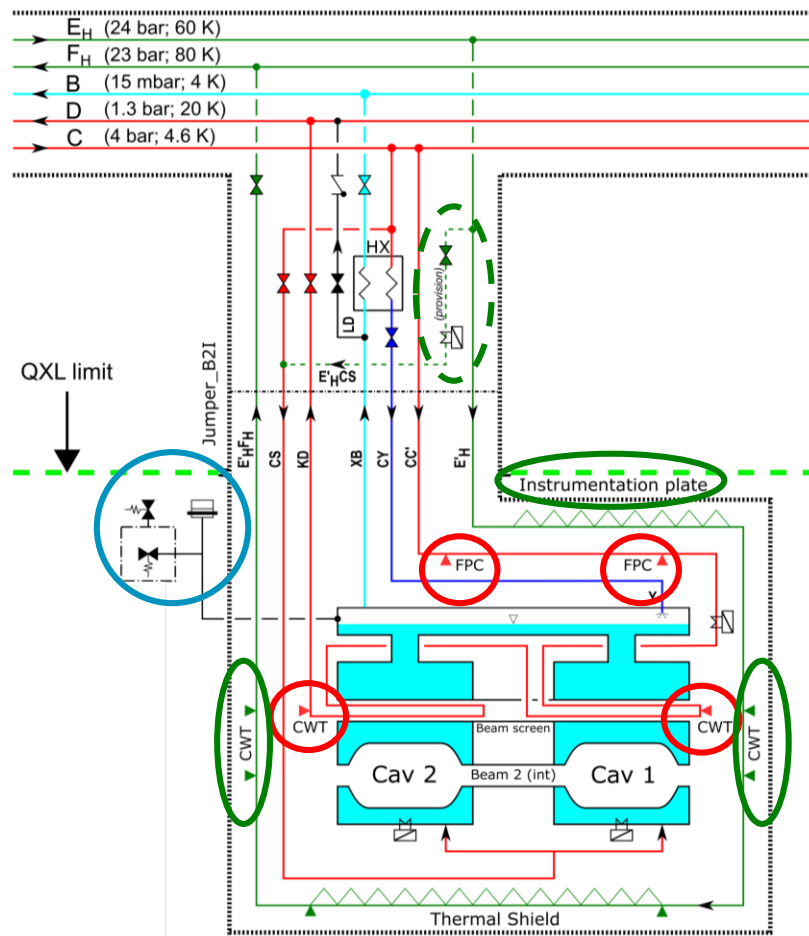 E_H (24 bar; 60 K)
F_H (23 bar; 80 K)
B (15 mbar; 4 K)
D (1.3 bar; 20 K)
C (4 bar; 4.6 K)
HX
(provision)
LD
E'_HCS
Jumper_B2I
QXL limit
E'_HF_H
CS
KD
XB
CY
CC'
E'_H
Instrumentation plate
FPC
FPC
Y
CWT
CWT
CWT
CWT
Beam screen
Cav 2
Beam 2 (int)
Cav 1
Thermal Shield